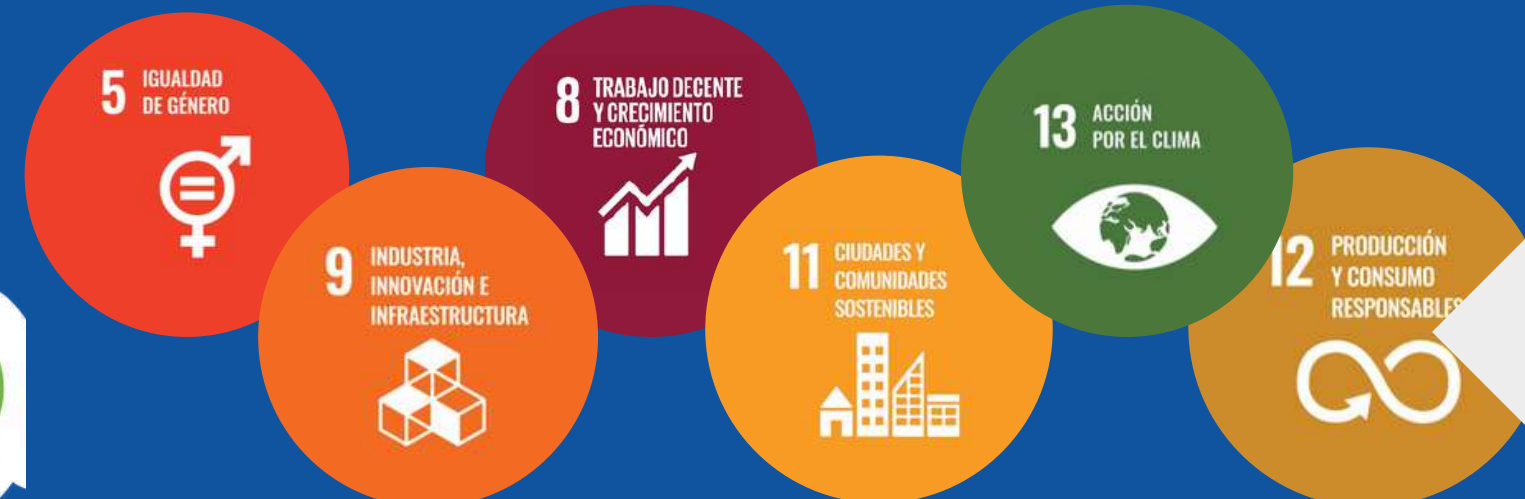 5 IGUALDAD
DE GÉNERO
9 INDUSTRIA,
INNOVACIÓN E
INFRAESTRUCTURA
8 TRABAJO DECENTE
Y CRECIMIENTO
ECONÓMICO
11 CIUDADES Y
COMUNIDADES
SOSTENIBLES
13 ACCIÓN
POR EL CLIMA
12 PRODUCCIÓN
Y CONSUMO
RESPONSABLES